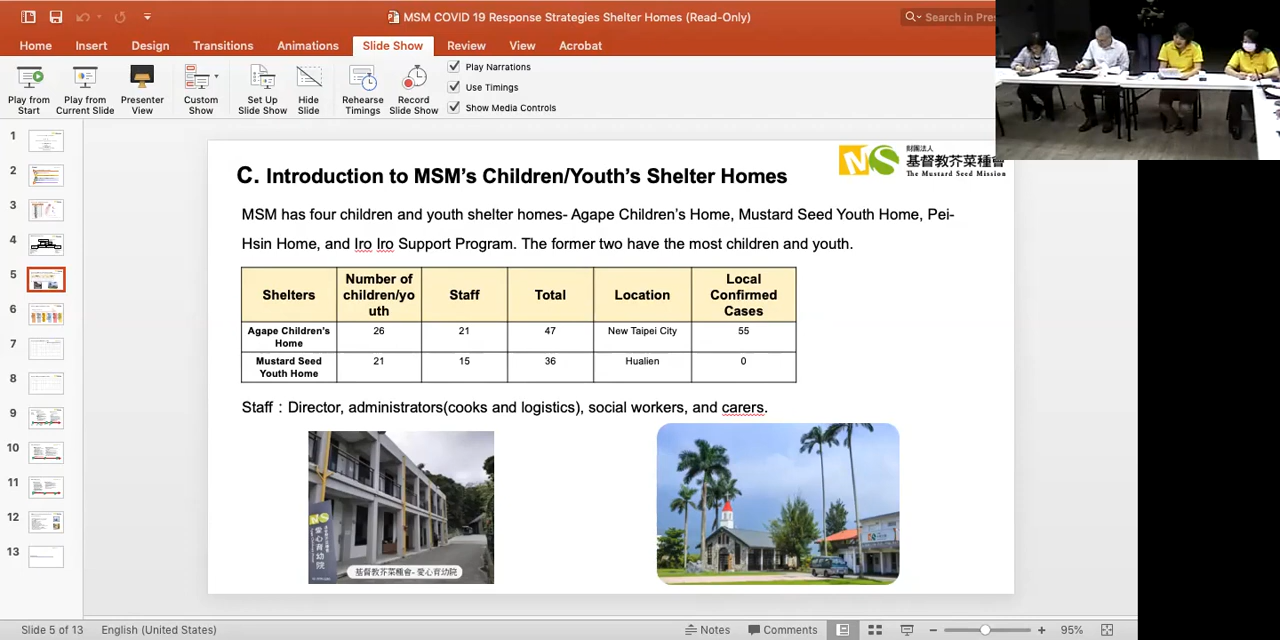 MSM COVID 19 Response Strategies Shelter Homes (Read-Only)
Search in Pres
Home Insert Design Transitions Animations Slide Show Review View Acrobat
Play from Start
Play from Current Slide
Presenter View
Custom Show
Set Up Slide Show
Hide Slide
Rehearse Timings
Record Slide Show
Play Narrations
Use Timings
Show Media Controls
1
2
3
4
5
6
7
8
9
10
11
12
13
財團法人
基督教芥菜種會
The Mustard Seed Mission
C. Introduction to MSM's Children/Youth's Shelter Homes
MSM has four children and youth shelter homes- Agape Children's Home, Mustard Seed Youth Home, Pei-
Hsin Home, and Iro Iro Support Program. The former two have the most children and youth.
Shelters Number of children/yo uth Staff Total Location Local Confirmed Cases
Agape Children's Home 26 21 47 New Taipei City 55
Mustard Seed Youth Home 21 15 36 Hualien 0
Staff：Director, administrators(cooks and logistics), social workers, and carers.
NS
愛心育幼院
基督教芥菜種會- 愛心育幼院
Slide 5 of 13 English (United States) Notes Comments 95%